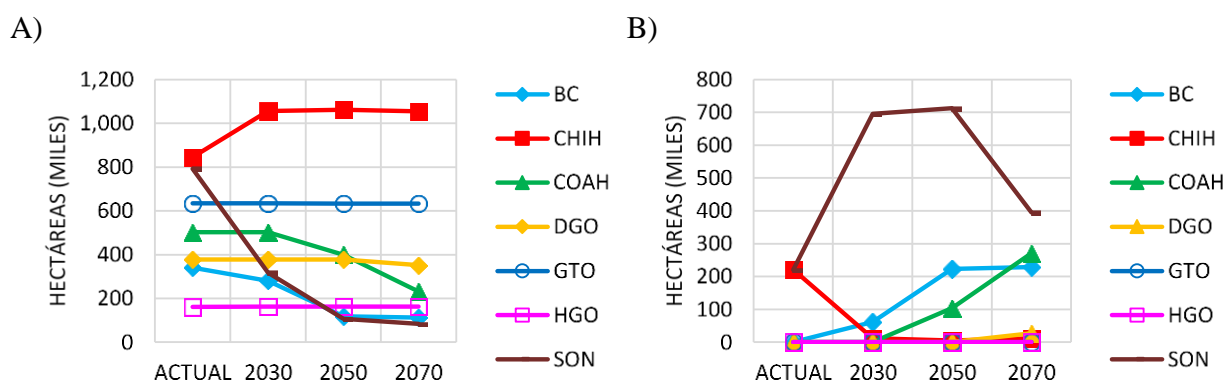 A)
HECTÁREAS (MILES)
1,200
1,000
800
600
400
200
0
ACTUAL 2030 2050 2070
BC
CHIH
COAH
DGO
GTO
HGO
SON
B)
HECTÁREAS (MILES)
800
700
600
500
400
300
200
100
0
ACTUAL 2030 2050 2070
BC
CHIH
COAH
DGO
GTO
HGO
SON